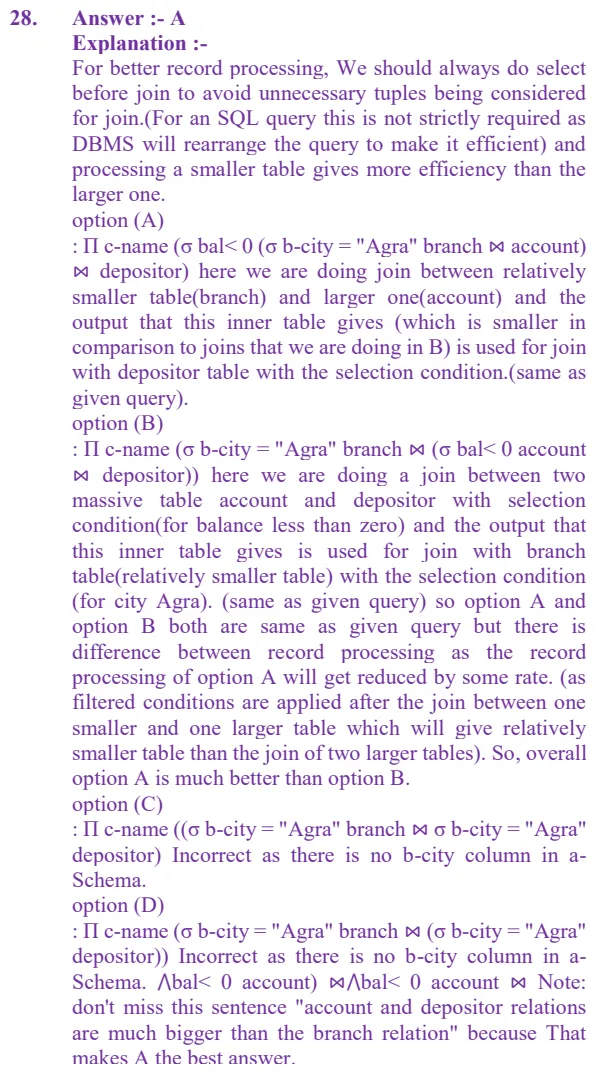 28. Answer :- A
Explanation :-
For better record processing, We should always do select
before join to avoid unnecessary tuples being considered
for join.(For an SQL query this is not strictly required as
DBMS will rearrange the query to make it efficient) and
processing a smaller table gives more efficiency than the
larger one.
option (A)
: Π c-name (σ bal< 0 (σ b-city = "Agra" branch ⋈ account)
⋈ depositor) here we are doing join between relatively
smaller table(branch) and larger one(account) and the
output that this inner table gives (which is smaller in
comparison to joins that we are doing in B) is used for join
with depositor table with the selection condition.(same as
given query).
option (B)
: Π c-name (σ b-city = "Agra" branch ⋈ (σ bal< 0 account
⋈ depositor)) here we are doing a join between two
massive table account and depositor with selection
condition(for balance less than zero) and the output that
this inner table gives is used for join with branch
table(relatively smaller table) with the selection condition
(for city Agra). (same as given query) so option A and
option B both are same as given query but there is
difference between record processing as the record
processing of option A will get reduced by some rate. (as
filtered conditions are applied after the join between one
smaller and one larger table which will give relatively
smaller table than the join of two larger tables). So, overall
option A is much better than option B.
option (C)
: Π c-name ((σ b-city = "Agra" branch ⋈ σ b-city = "Agra"
depositor) Incorrect as there is no b-city column in a-
Schema.
option (D)
: Π c-name (σ b-city = "Agra" branch ⋈ (σ b-city = "Agra"
depositor)) Incorrect as there is no b-city column in a-
Schema. ⋀bal< 0 account) ⋈⋀bal< 0 account ⋈ Note:
don't miss this sentence "account and depositor relations
are much bigger than the branch relation" because That
makes A the best answer.